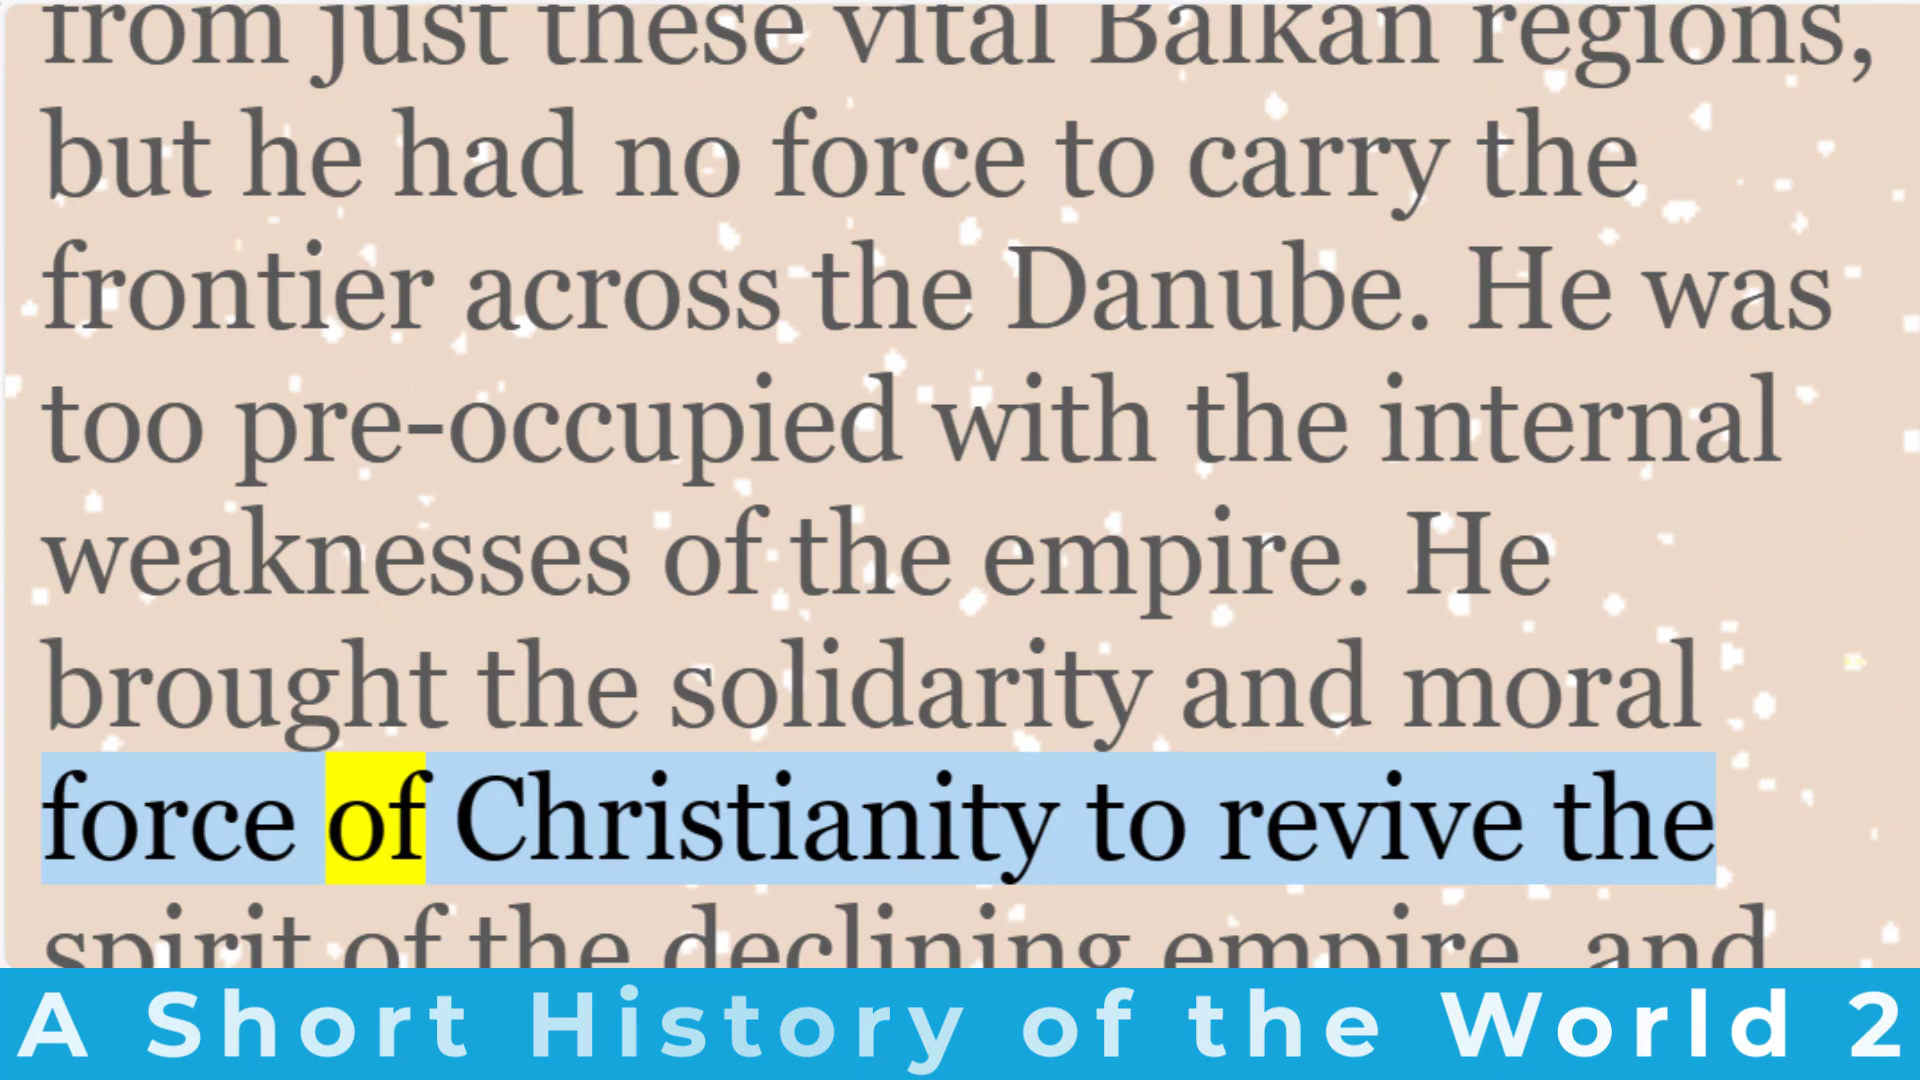 from just these vital Balkan regions,
but he had no force to carry the
frontier across the Danube. He was
too pre-occupied with the internal
weaknesses of the empire. He
brought the solidarity and moral
force of Christianity to revive the
spirit of the declining empire, and
A Short History of the World 2